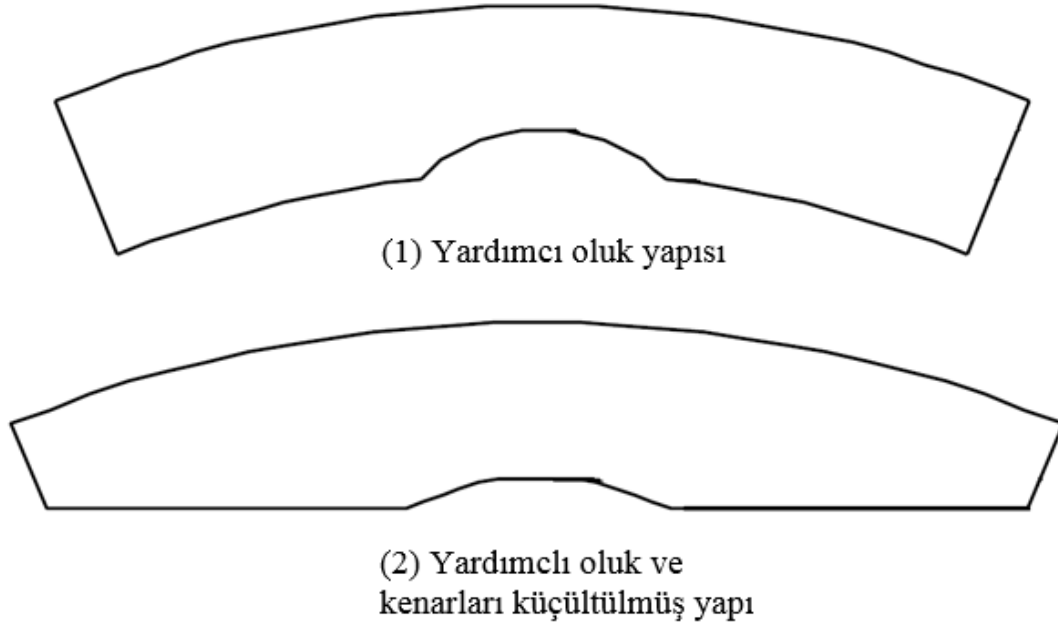 (1) Yardımcı oluk yapısı
(2) Yardımclı oluk ve
kenarları küçültülmüş yapı